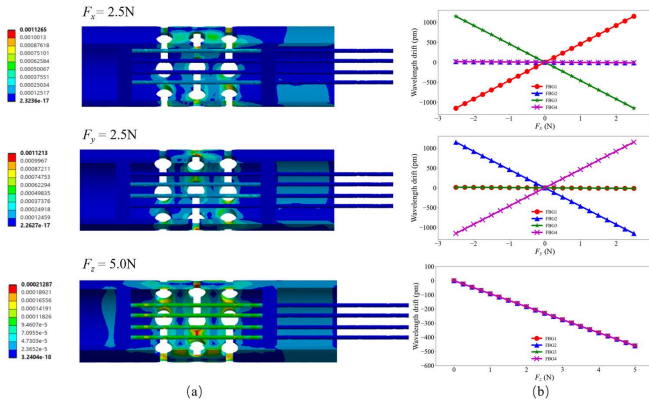 Fx = 2.5N
0.0011265
0.0010013
0.00087618
0.00075101
0.00062584
0.00050067
0.00037551
0.00025034
0.00012517
2.3236e-17
Wavelength drift (pm)
1000
500
0
−500
−1000
−3 −2 −1 0 1 2 3
Fx (N)
FBG1
FBG2
FBG3
FBG4
Fy = 2.5N
0.0011213
0.0009967
0.00087211
0.00074753
0.00062294
0.00049835
0.00037376
0.00024918
0.00012459
2.2627e-17
Wavelength drift (pm)
1000
500
0
−500
−1000
−3 −2 −1 0 1 2 3
Fy (N)
FBG1
FBG2
FBG3
FBG4
Fz = 5.0N
0.00021287
0.00018921
0.00016556
0.00014191
0.00011826
9.4607e-5
7.0955e-5
4.7303e-5
2.3652e-5
3.2404e-18
Wavelength drift (pm)
100
0
−100
−200
−300
−400
−500
−600
0 1 2 3 4 5
Fz (N)
FBG1
FBG2
FBG3
FBG4
(a)
(b)